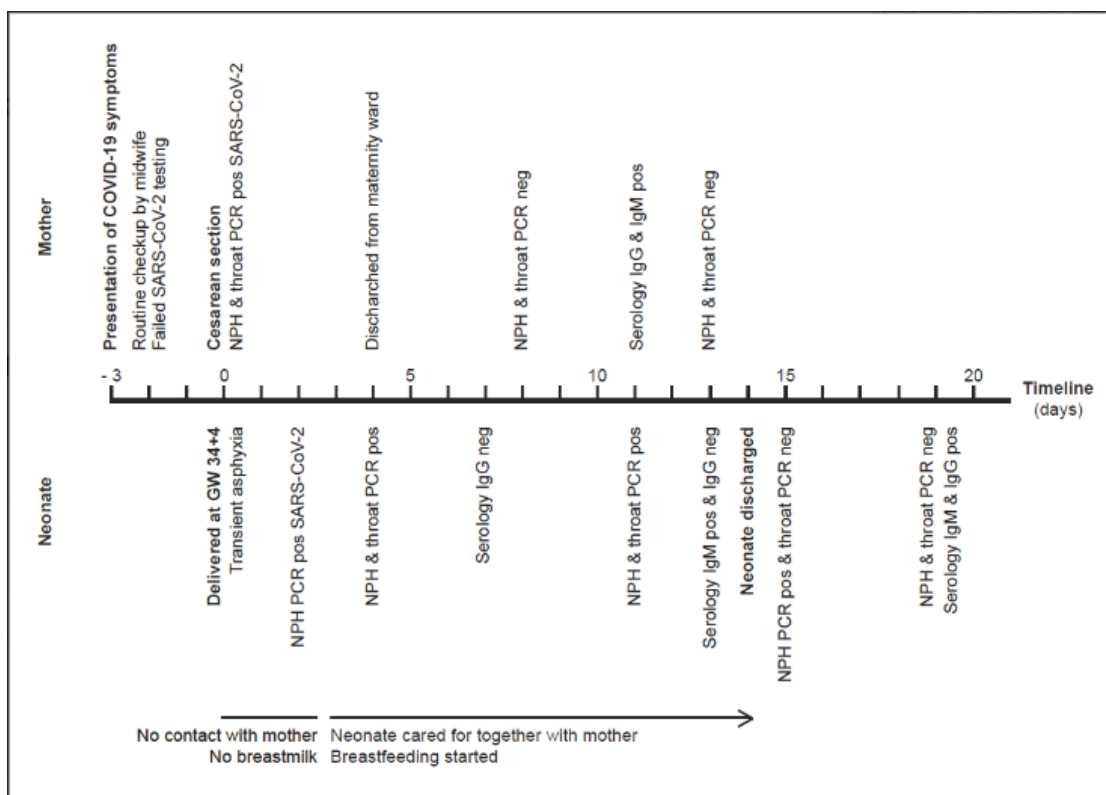 Mother
Presentation of COVID-19 symptoms
Routine checkup by midwife
Failed SARS-CoV-2 testing
Cesarean section
NPH & throat PCR pos SARS-CoV-2
Discharched from maternity ward
NPH & throat PCR neg
Serology IgG & IgM pos
NPH & throat PCR neg
- 3 0 5 10 15 20
Timeline
(days)
Neonate
Delivered at GW 34+4
Transient asphyxia
NPH PCR pos SARS-CoV-2
NPH & throat PCR pos
Serology IgG neg
NPH & throat PCR pos
Serology IgM pos & IgG neg
Neonate discharged
NPH PCR pos & throat PCR neg
NPH & throat PCR neg
Serology IgM & IgG pos
No contact with mother
No breastmilk
Neonate cared for together with mother
Breastfeeding started